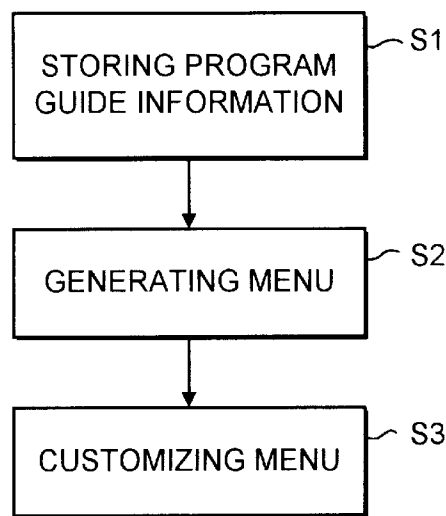 STORING PROGRAM
GUIDE INFORMATION
S1
GENERATING MENU
S2
CUSTOMIZING MENU
S3